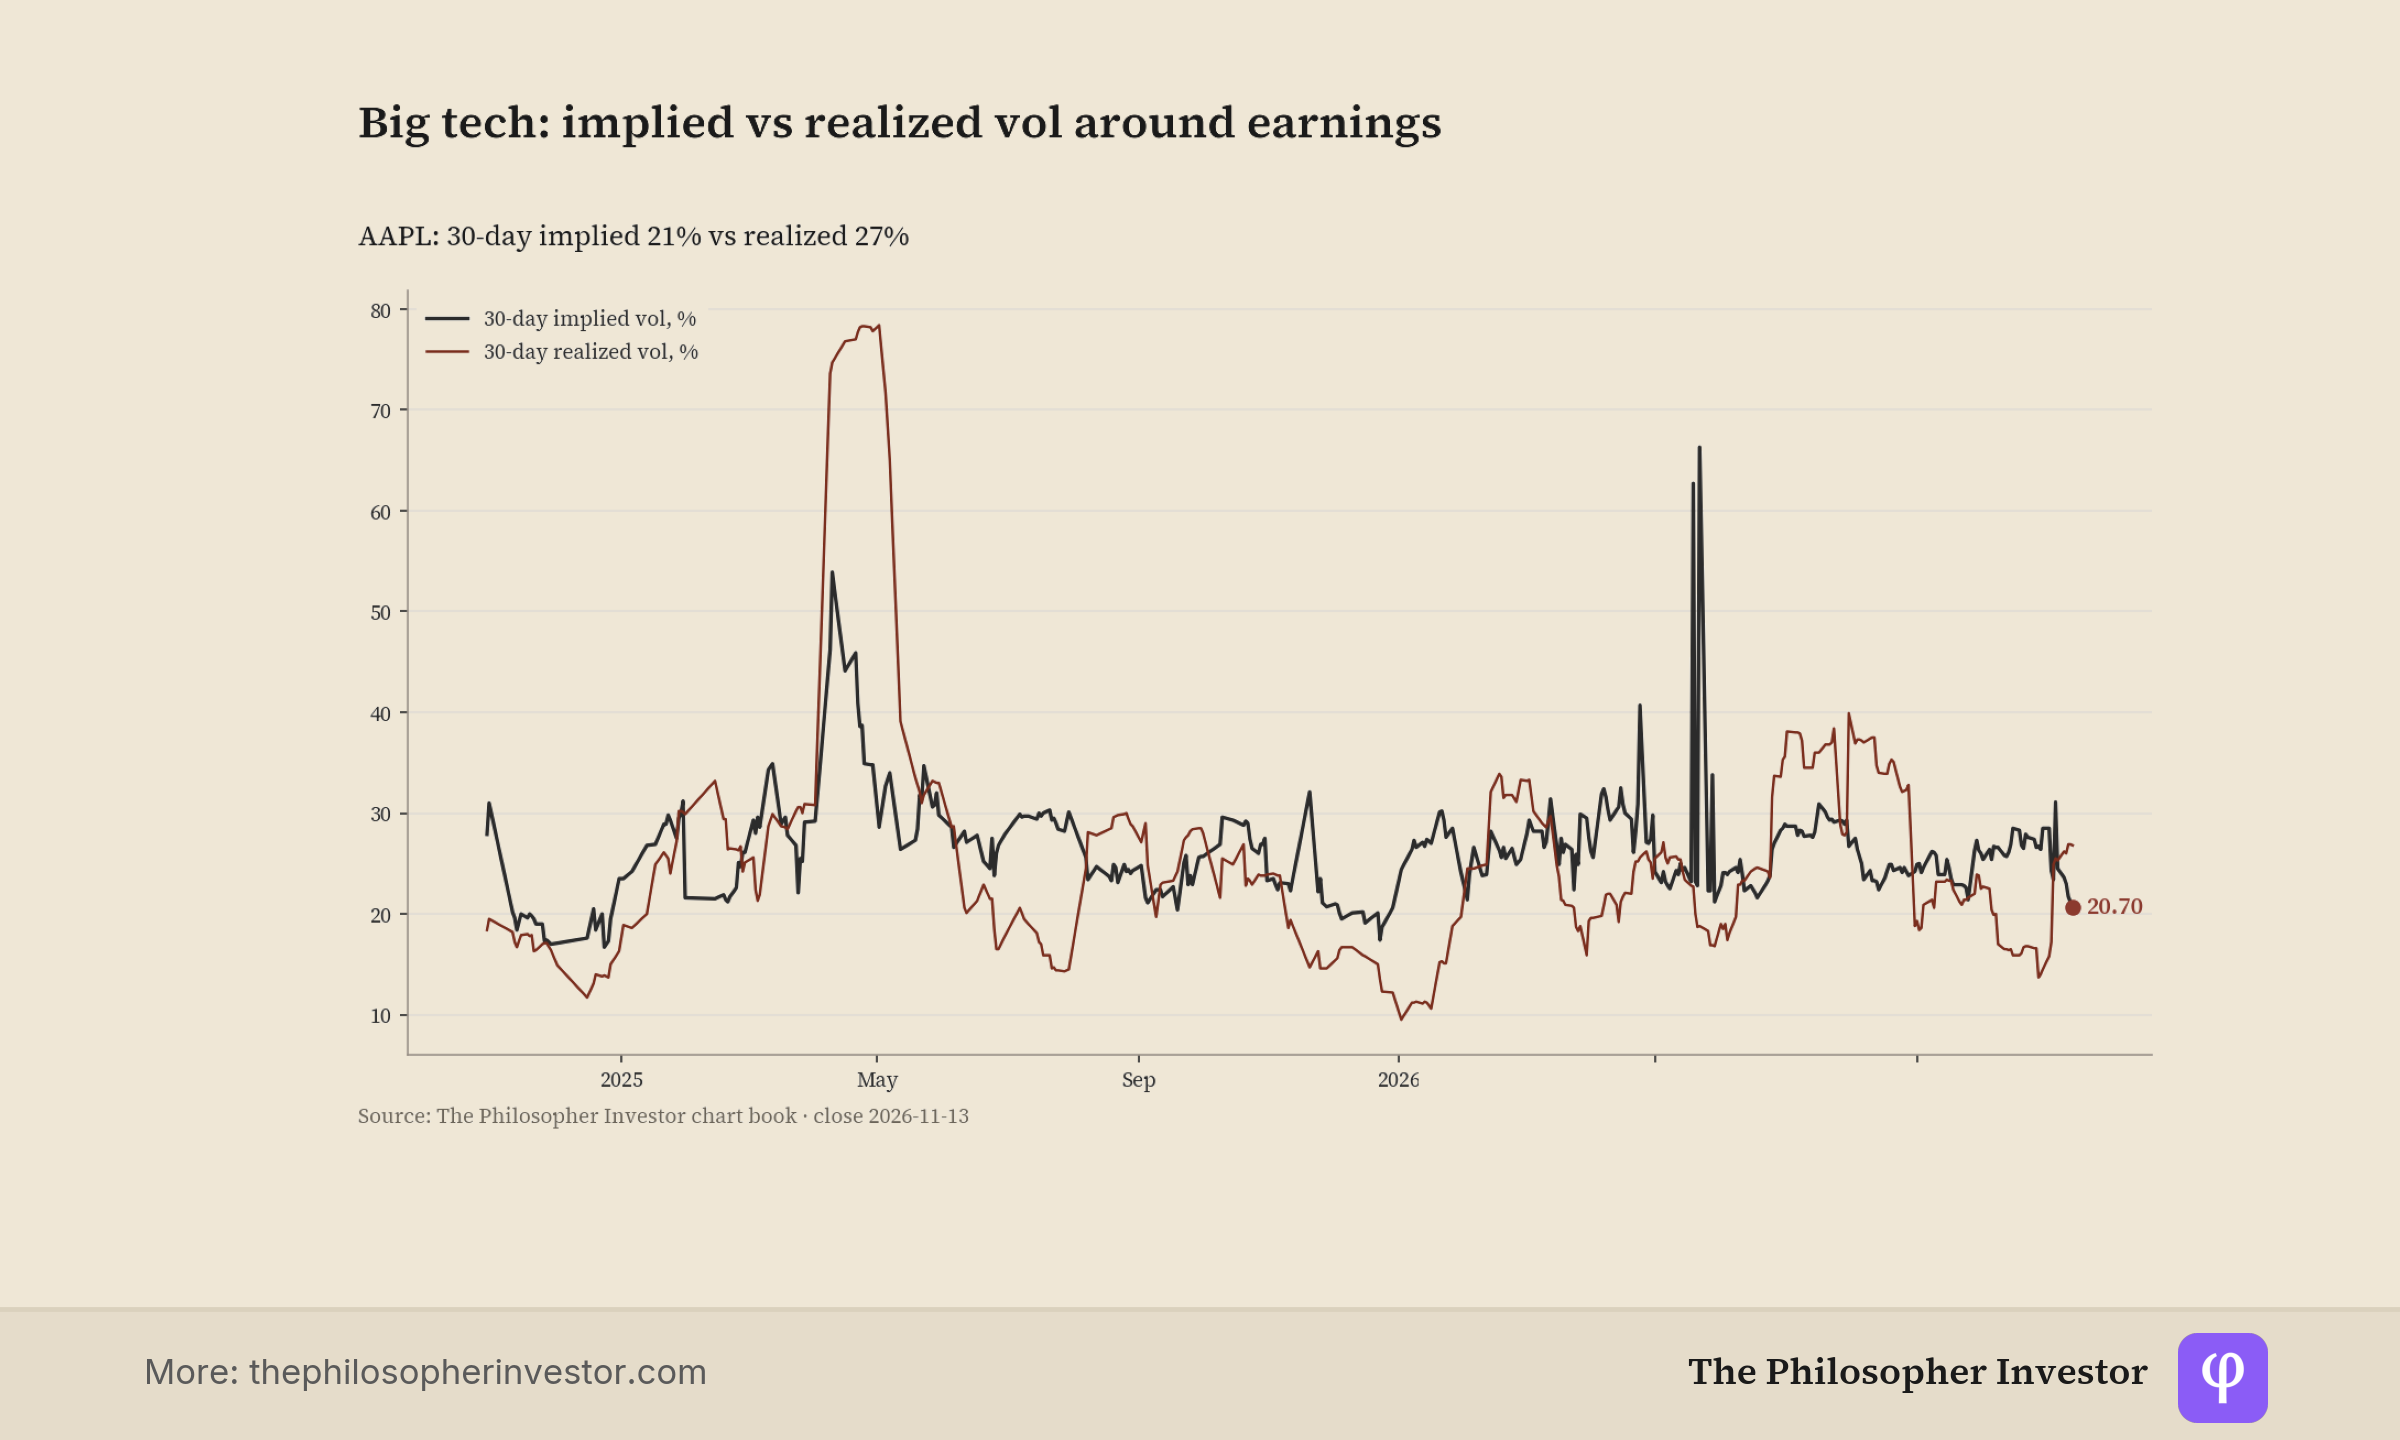 Big tech: implied vs realized vol around earnings
AAPL: 30-day implied 21% vs realized 27%
30-day implied vol, %
30-day realized vol, %
80
70
60
50
40
30
20
10
20.70
2025
May
Sep
2026
Source: The Philosopher Investor chart book · close 2026-11-13
More: thephilosopherinvestor.com
The Philosopher Investor
φ